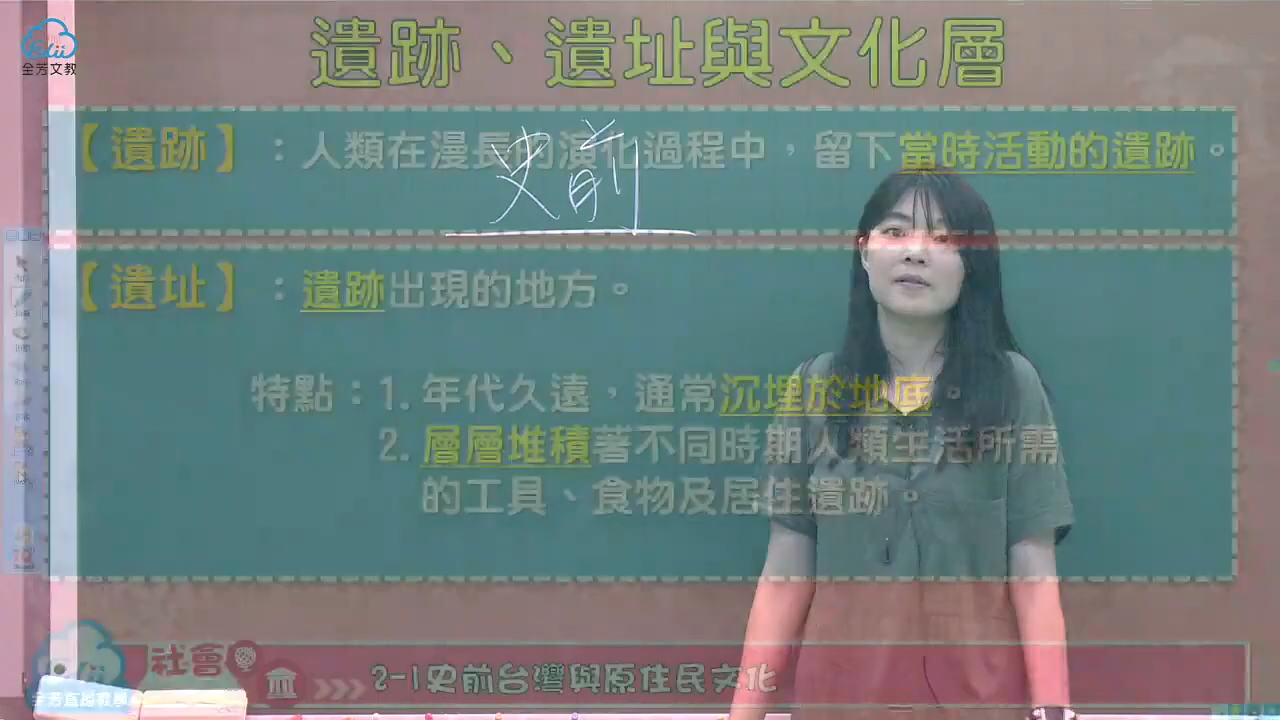 全芳文教
遺跡、遺址與文化層
【遺跡】:人類在漫長的演化過程中,留下當時活動的遺跡。
史前
【遺址】:遺跡出現的地方。
特點:1. 年代久遠,通常沉埋於地底。
2. 層層堆積著不同時期人類生活所需
的工具、食物及居住遺跡。
社會
2-1史前台灣與原住民文化